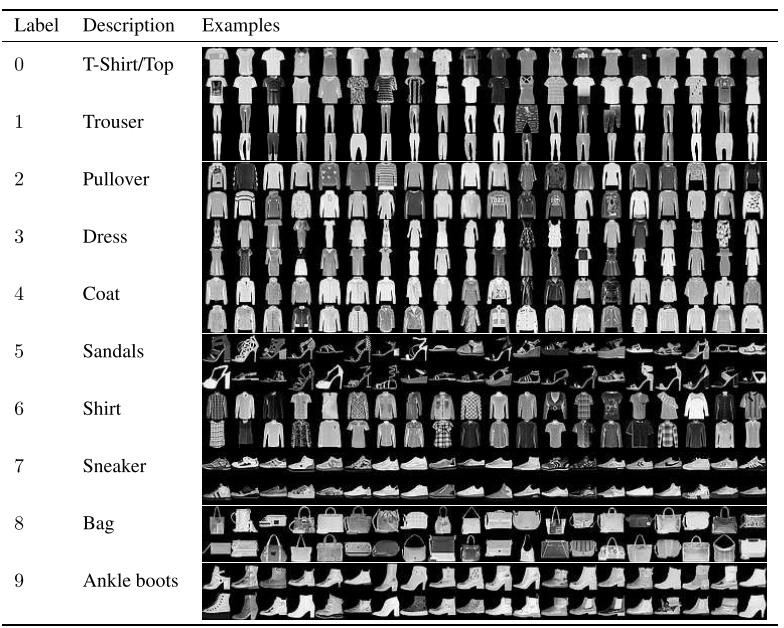 Label Description Examples
0 T-Shirt/Top
1 Trouser
2 Pullover
3 Dress
4 Coat
5 Sandals
6 Shirt
7 Sneaker
8 Bag
9 Ankle boots